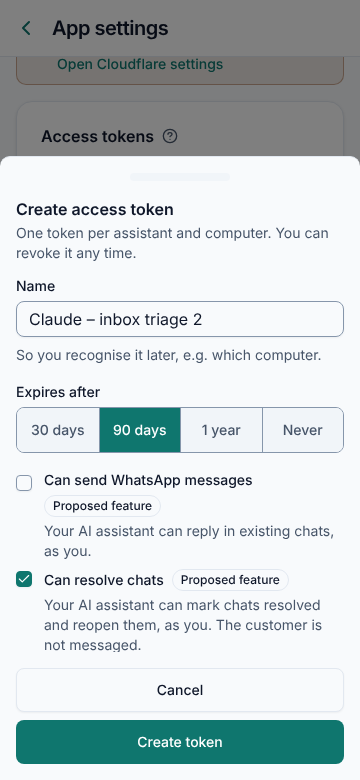 App settings
Open Cloudflare settings
Access tokens
Create access token
One token per assistant and computer. You can
revoke it any time.
Name
Claude – inbox triage 2
So you recognise it later, e.g. which computer.
Expires after
30 days 90 days 1 year Never
Can send WhatsApp messages
Proposed feature
Your AI assistant can reply in existing chats,
as you.
Can resolve chats Proposed feature
Your AI assistant can mark chats resolved
and reopen them, as you. The customer is
not messaged.
Cancel
Create token